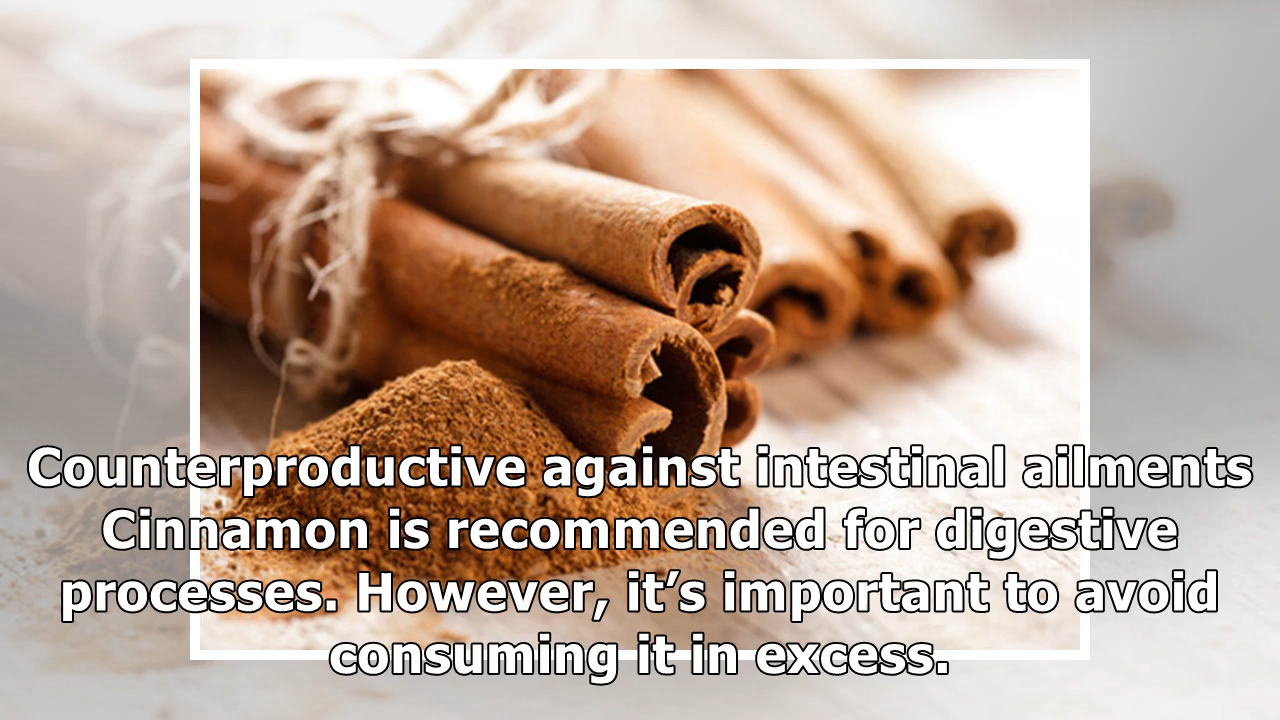 Counterproductive against intestinal ailments
Cinnamon is recommended for digestive
processes. However, it’s important to avoid
consuming it in excess.